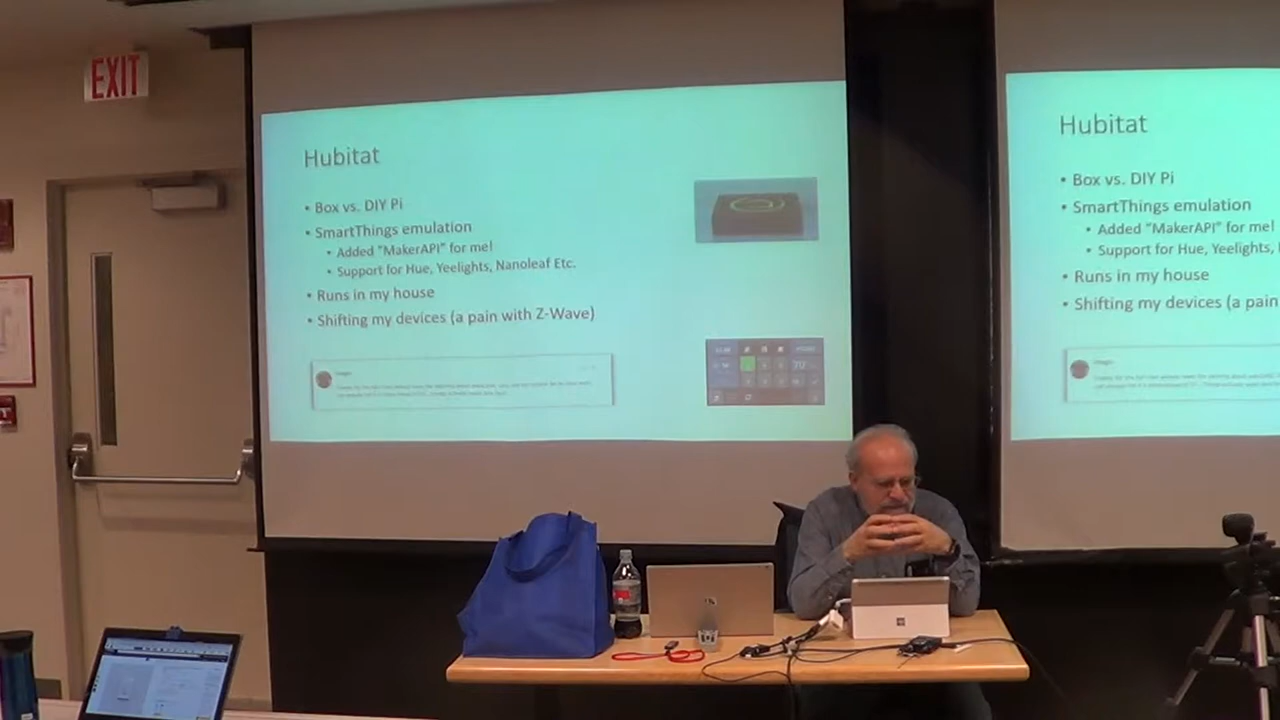 EXIT
Hubitat
• Box vs. DIY Pi
• SmartThings emulation
• Added "MakerAPI" for me!
• Support for Hue, Yeelights, Nanoleaf Etc.
• Runs in my house
• Shifting my devices (a pain with Z-Wave)
Hubitat
• Box vs. DIY Pi
• SmartThings emulation
• Added "MakerAPI" for me!
• Support for Hue, Yeelights,
• Runs in my house
• Shifting my devices (a pain